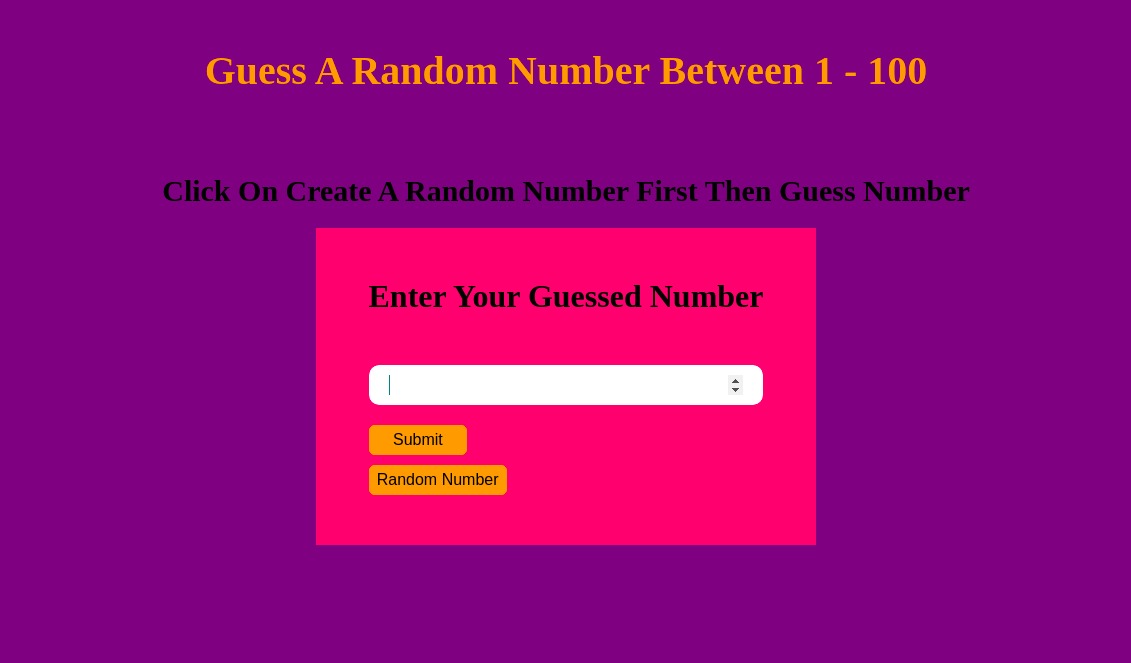 Guess A Random Number Between 1 - 100
Click On Create A Random Number First Then Guess Number
Enter Your Guessed Number
Submit
Random Number